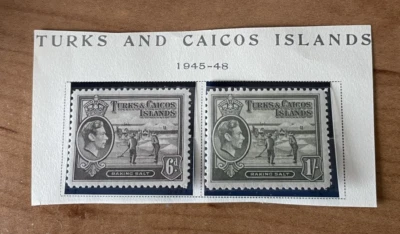 TURKS AND CAICOS ISLANDS
1945-48
TURKS & CAICOS
ISLANDS
6d
RAKING SALT
TURKS & CAICOS
ISLANDS
1/-
RAKING SALT